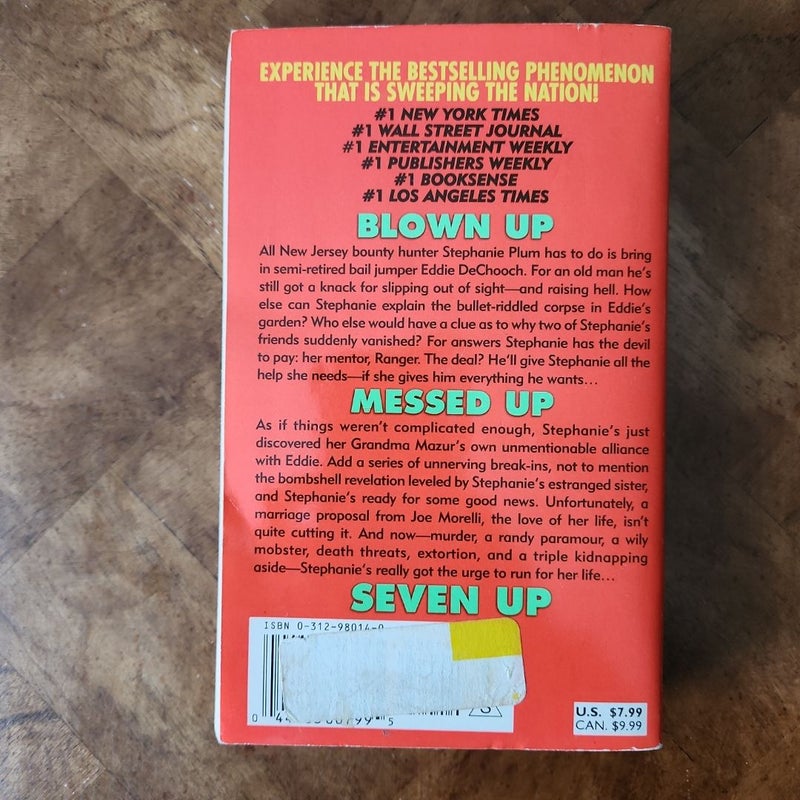 EXPERIENCE THE BESTSELLING PHENOMENON
THAT IS SWEEPING THE NATION!
#1 NEW YORK TIMES
#1 WALL STREET JOURNAL
#1 ENTERTAINMENT WEEKLY
#1 PUBLISHERS WEEKLY
#1 BOOKSENSE
#1 LOS ANGELES TIMES
BLOWN UP
All New Jersey bounty hunter Stephanie Plum has to do is bring
in semi-retired bail jumper Eddie DeChooch. For an old man he's
still got a knack for slipping out of sight—and raising hell. How
else can Stephanie explain the bullet-riddled corpse in Eddie's
garden? Who else would have a clue as to why two of Stephanie's
friends suddenly vanished? For answers Stephanie has the devil
to pay: her mentor, Ranger. The deal? He'll give Stephanie all the
help she needs—if she gives him everything he wants...
MESSED UP
As if things weren't complicated enough, Stephanie's just
discovered her Grandma Mazur's own unmentionable alliance
with Eddie. Add a series of unnerving break-ins, not to mention
the bombshell revelation leveled by Stephanie's estranged sister,
and Stephanie's ready for some good news. Unfortunately, a
marriage proposal from Joe Morelli, the love of her life, isn't
quite cutting it. And now—murder, a randy paramour, a wily
mobster, death threats, extortion, and a triple kidnapping
aside—Stephanie's really got the urge to run for her life...
SEVEN UP
ISBN 0-312-98014-0
0 5
U.S. $7.99
CAN. $9.99